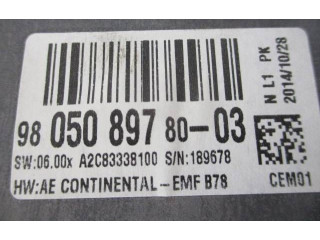 98 050 897 80-03
SW:06.00x A2C83338100 S/N:189678
HW:AE CONTINENTAL-EMF B78
N L1 PK
2014/10/28
CEM01